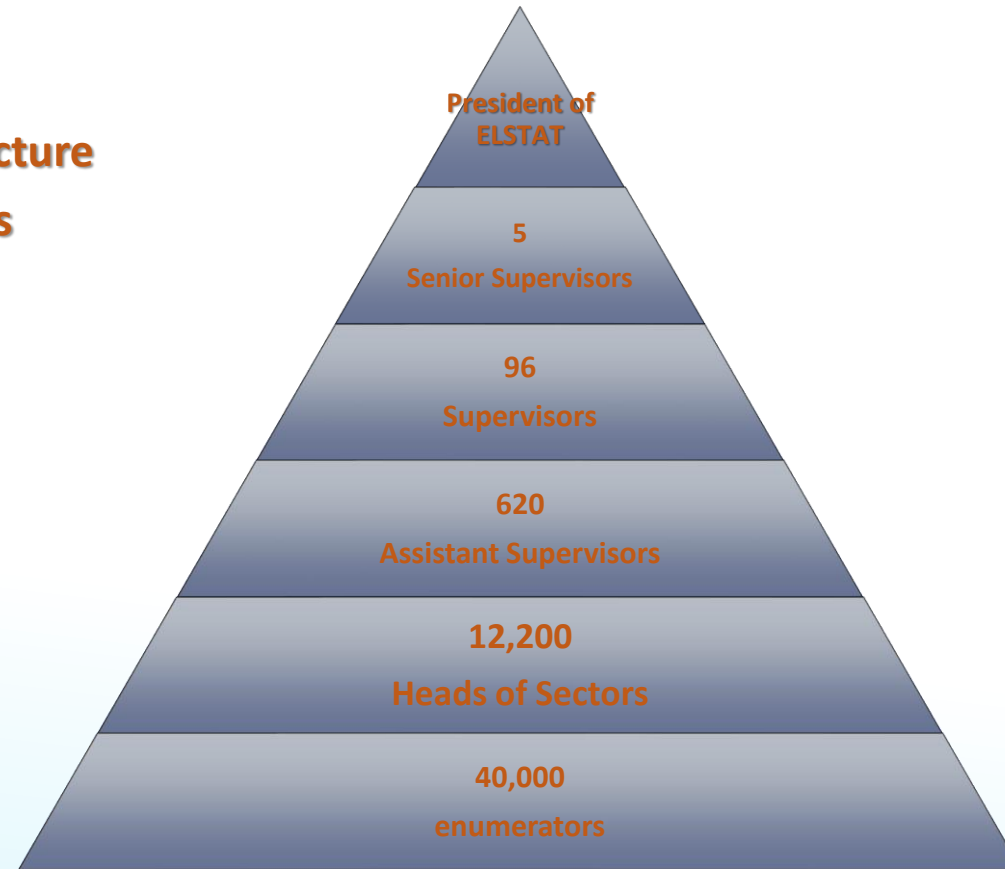 cture
s
President of
ELSTAT
5
Senior Supervisors
96
Supervisors
620
Assistant Supervisors
12,200
Heads of Sectors
40,000
enumerators